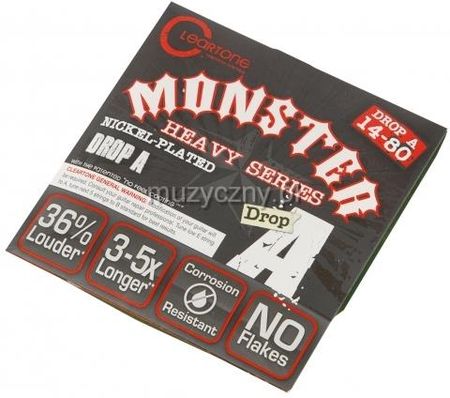 CLEARTONE
MONSTER
HEAVY SERIES
NICKEL-PLATED
DROP A
DROP A
14-80
CLEARTONE GENERAL WARNING:
muzyczny.pl
Drop
A
36%
Louder
3-5x
Longer
Corrosion
Resistant
NO
Flakes